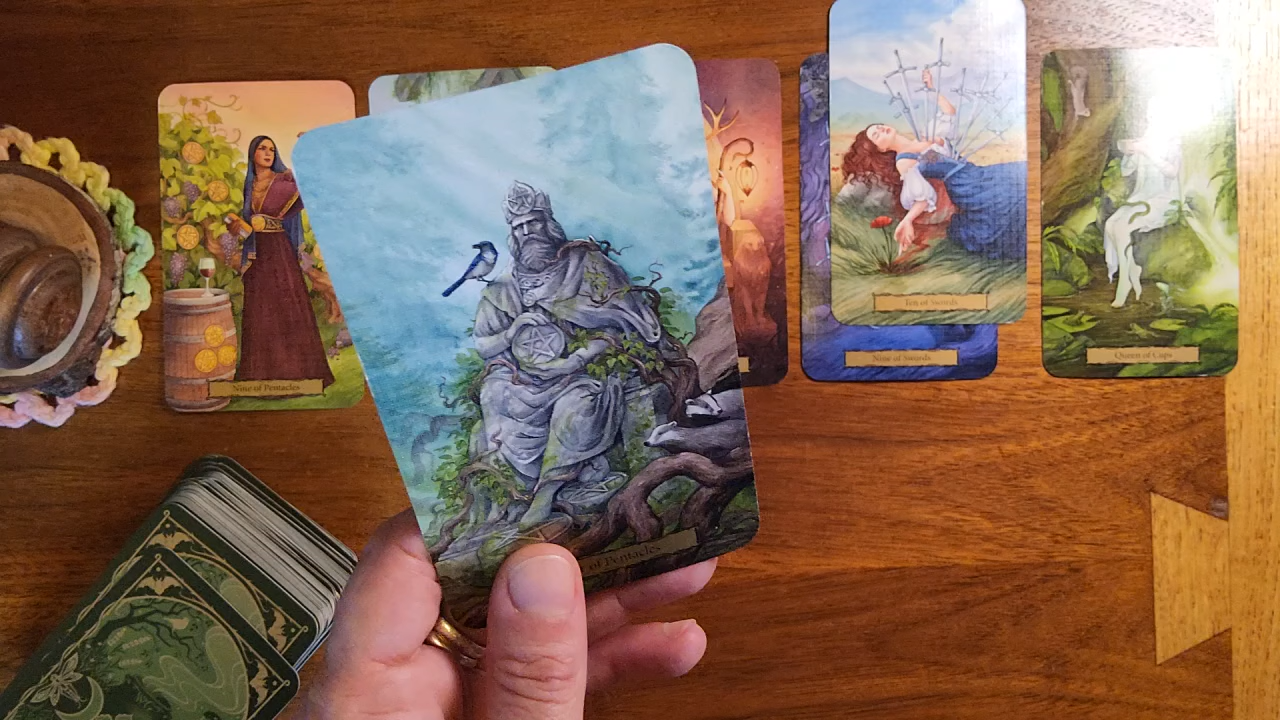 Nine of Pentacles
Ten of Swords
Nine of Swords
Queen of Cups
of Pentacles